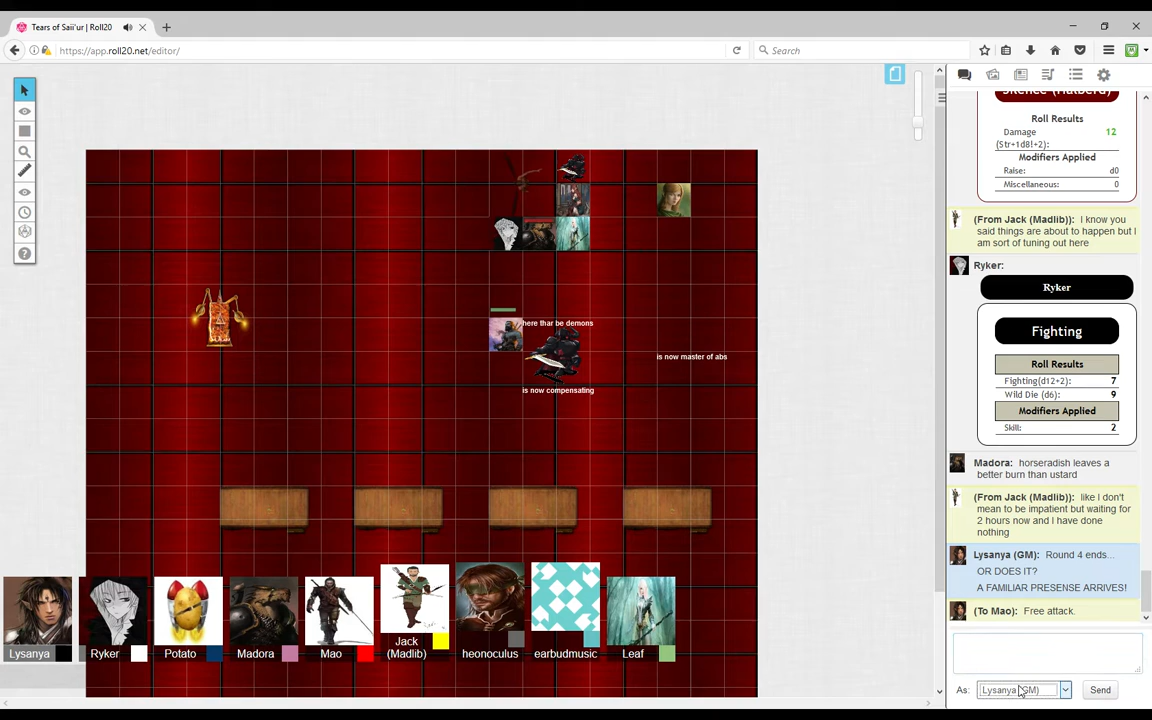 Tears of Saii'ur | Roll20
https://app.roll20.net/editor/
Search
here thar be demons
is now master of abs
is now compensating
Lysanya
Ryker
Potato
Madora
Mao
Jack
(Madlib)
heonoculus
earbudmusic
Leaf
Silence (Halberd)
Roll Results
Damage 12
(Str+1d8!+2):
Modifiers Applied
Raise: d0
Miscellaneous: 0
(From Jack (Madlib)): I know you
said things are about to happen but I
am sort of tuning out here
Ryker:
Ryker
Fighting
Roll Results
Fighting(d12+2): 7
Wild Die (d6): 9
Modifiers Applied
Skill: 2
Madora: horseradish leaves a
better burn than ustard
(From Jack (Madlib)): like I don't
mean to be impatient but waiting for
2 hours now and I have done
nothing
Lysanya (GM): Round 4 ends...
OR DOES IT?
A FAMILIAR PRESENSE ARRIVES!
(To Mao): Free attack.
As: Lysanya (GM) Send